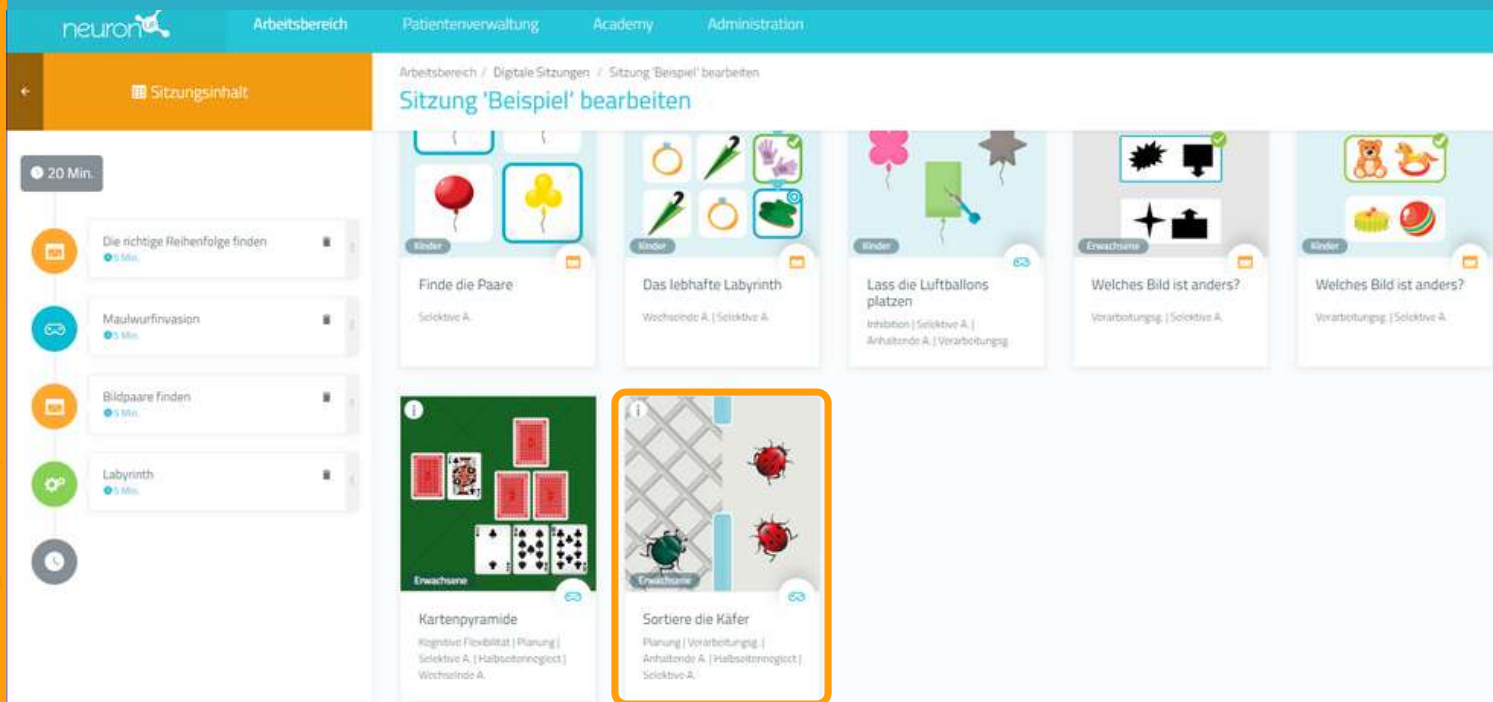 neuronUP
Arbeitsbereich
Patientenverwaltung
Academy
Administration
Sitzungsinhalt
Arbeitsbereich / Digitale Sitzungen / Sitzung 'Beispiel' bearbeiten
Sitzung 'Beispiel' bearbeiten
20 Min.
Die richtige Reihenfolge finden
5 Min.
Maulwurfinvasion
5 Min.
Bildpaare finden
5 Min.
Labyrinth
5 Min.
Kinder
Finde die Paare
Selektive A.
Kinder
Das lebhafte Labyrinth
Wechselnde A. | Selektive A.
Kinder
Lass die Luftballons
platzen
Inhibition | Selektive A. |
Anhaltende A. | Verarbeitungsg.
Erwachsene
Welches Bild ist anders?
Verarbeitungsg. | Selektive A.
Kinder
Welches Bild ist anders?
Verarbeitungsg. | Selektive A.
Erwachsene
Kartenpyramide
Kognitive Flexibilität | Planung |
Selektive A. | Halbseitenneglect |
Wechselnde A.
Erwachsene
Sortiere die Käfer
Planung | Verarbeitungsg. |
Anhaltende A. | Halbseitenneglect |
Selektive A.